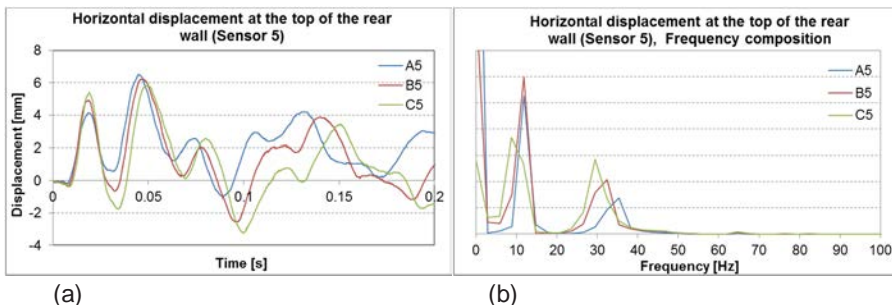 Horizontal displacement at the top of the rear
wall (Sensor 5)
8
6
4
2
0
-2
-4
Displacement [mm]
0
0.05
0.1
0.15
0.2
Time [s]
A5
B5
C5
(a)
Horizontal displacement at the top of the rear
wall (Sensor 5), Frequency composition
A5
B5
C5
0 10 20 30 40 50 60 70 80 90 100
Frequency [Hz]
(b)